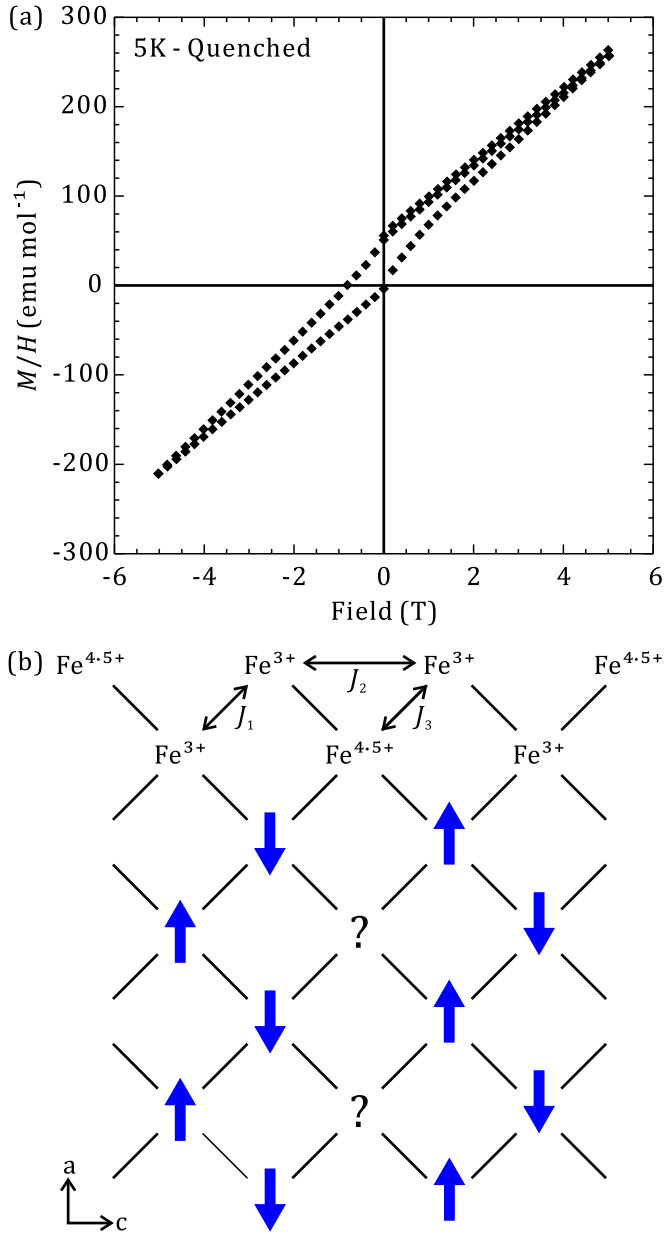 (a)
5K - Quenched
300
200
100
0
-100
-200
-300
M/H (emu mol⁻¹)
-6 -4 -2 0 2 4 6
Field (T)
(b)
Fe⁴·⁵⁺ Fe³⁺ Fe³⁺ Fe⁴·⁵⁺
J₂
J₁ J₃
Fe³⁺ Fe⁴·⁵⁺ Fe³⁺
?
?
a
c